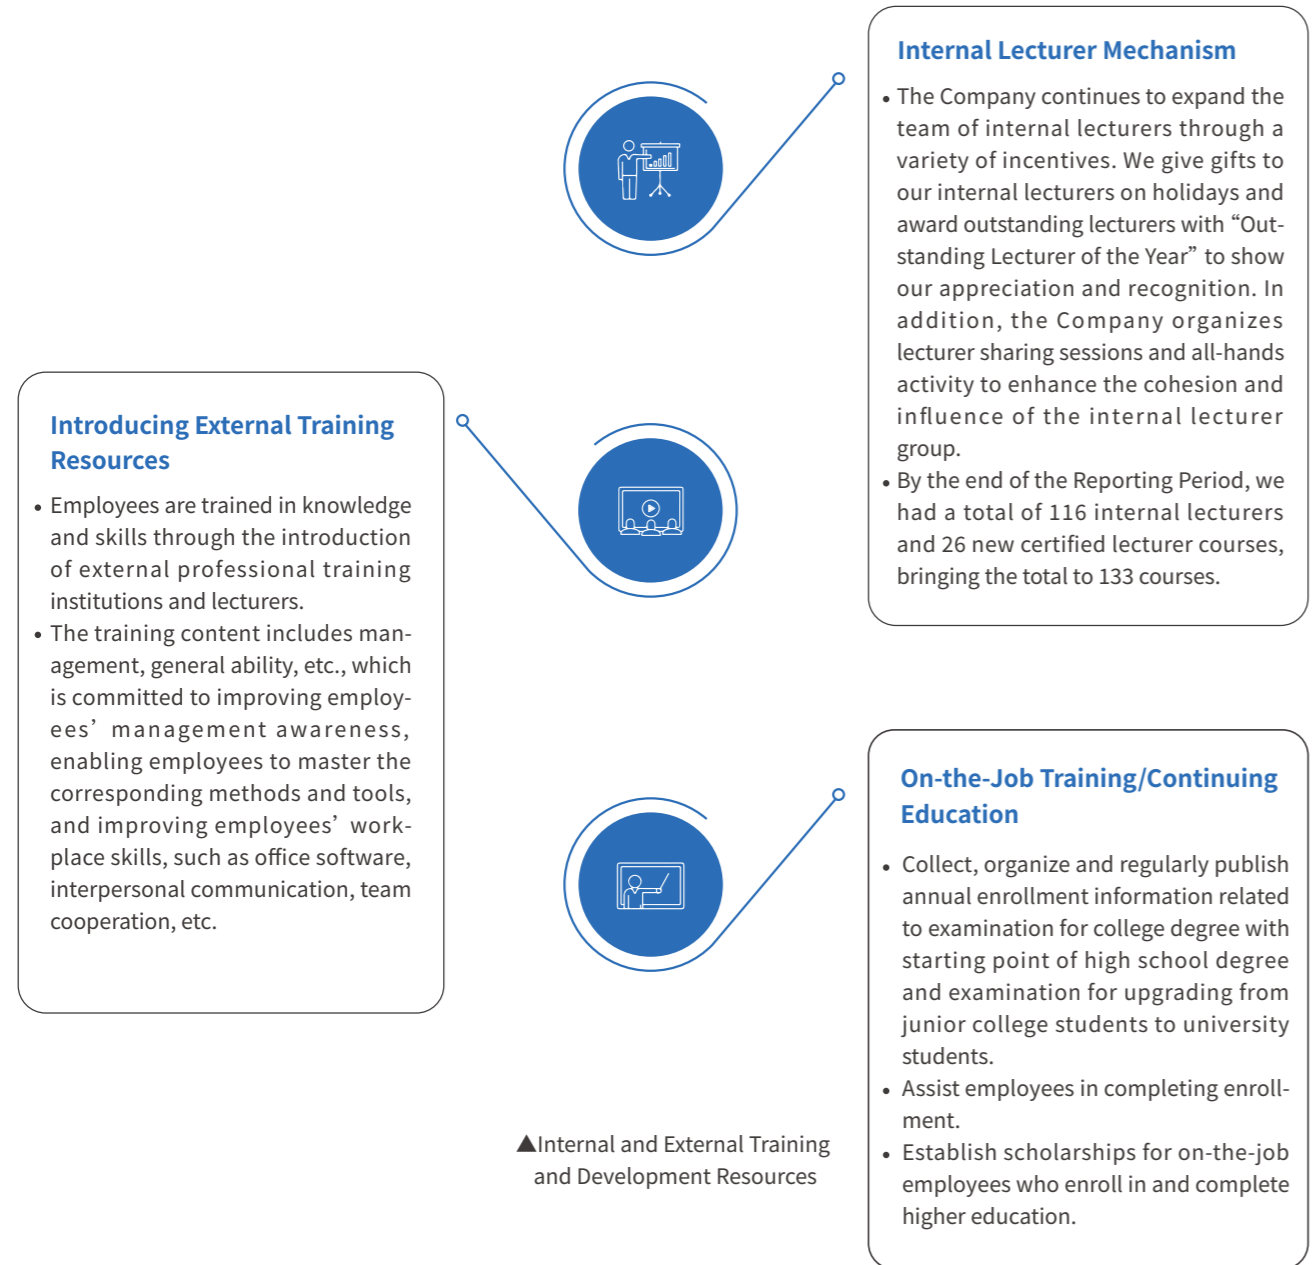 Internal Lecturer Mechanism
• The Company continues to expand the
team of internal lecturers through a
variety of incentives. We give gifts to
our internal lecturers on holidays and
award outstanding lecturers with “Out-
standing Lecturer of the Year” to show
our appreciation and recognition. In
addition, the Company organizes
lecturer sharing sessions and all-hands
activity to enhance the cohesion and
influence of the internal lecturer
group.
• By the end of the Reporting Period, we
had a total of 116 internal lecturers
and 26 new certified lecturer courses,
bringing the total to 133 courses.
Introducing External Training
Resources
• Employees are trained in knowledge
and skills through the introduction
of external professional training
institutions and lecturers.
• The training content includes man-
agement, general ability, etc., which
is committed to improving employ-
ees’ management awareness,
enabling employees to master the
corresponding methods and tools,
and improving employees’ work-
place skills, such as office software,
interpersonal communication, team
cooperation, etc.
On-the-Job Training/Continuing
Education
• Collect, organize and regularly publish
annual enrollment information related
to examination for college degree with
starting point of high school degree
and examination for upgrading from
junior college students to university
students.
• Assist employees in completing enroll-
ment.
• Establish scholarships for on-the-job
employees who enroll in and complete
higher education.
▲Internal and External Training
and Development Resources